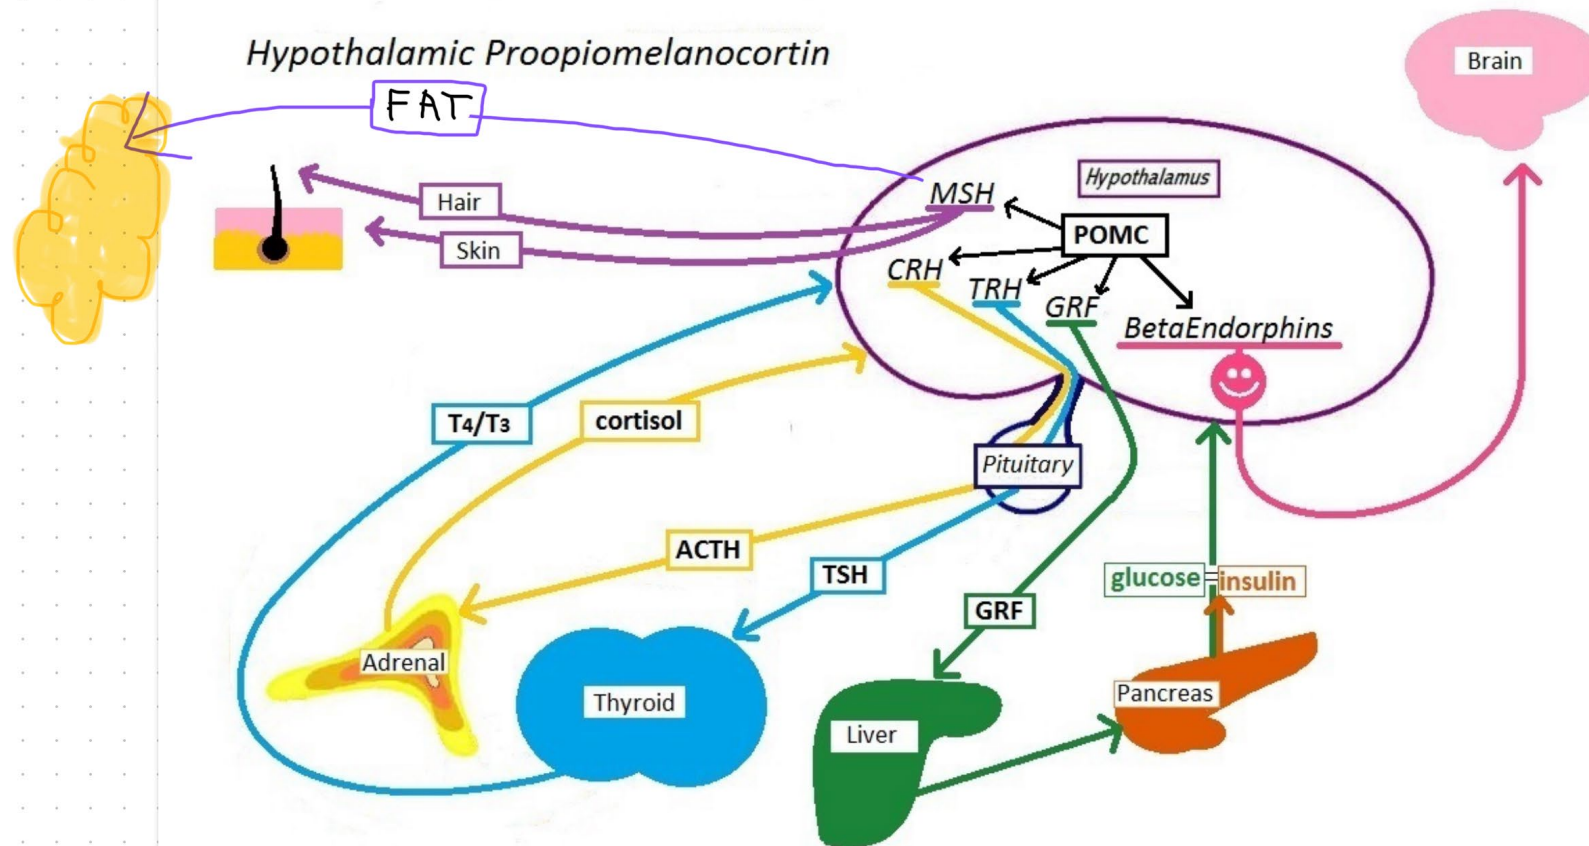 Hypothalamic Proopiomelanocortin
Brain
FAT
Hypothalamus
MSH
Hair
POMC
Skin
CRH
TRH
GRF
BetaEndorphins
T4/T3
cortisol
Pituitary
ACTH
TSH
glucose=insulin
GRF
Adrenal
Pancreas
Thyroid
Liver